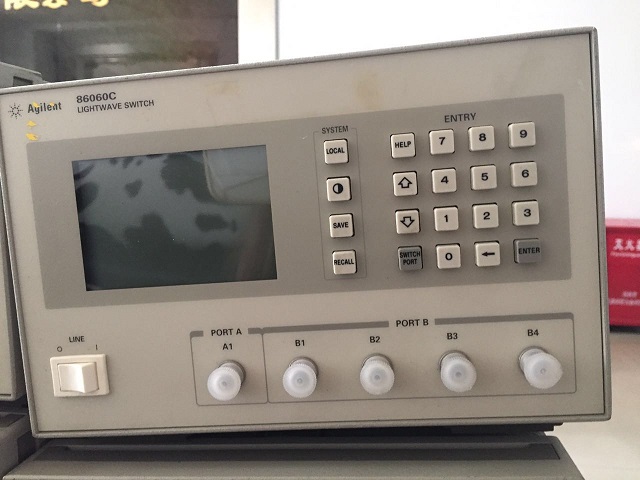 Agilent
86060C
LIGHTWAVE SWITCH
SYSTEM
LOCAL
SAVE
RECALL
ENTRY
HELP 7 8 9
4 5 6
1 2 3
SWITCH PORT 0 ENTER
LINE
O I
PORT A
A1
PORT B
B1 B2 B3 B4